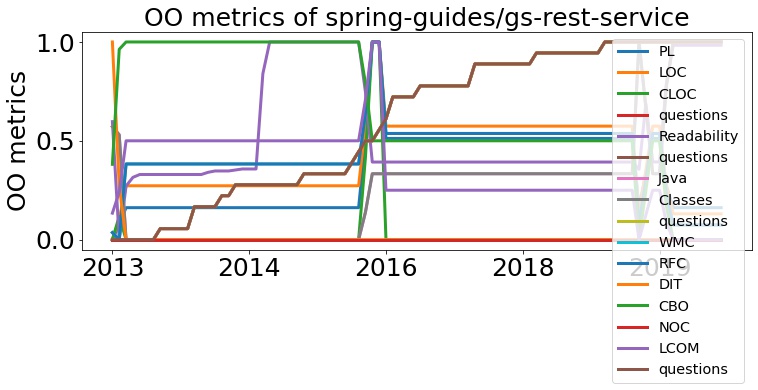 OO metrics of spring-guides/gs-rest-service
OO metrics
1.0
0.5
0.0
2013
2014
2016
2018
2019
PL
LOC
CLOC
questions
Readability
questions
Java
Classes
questions
WMC
RFC
DIT
CBO
NOC
LCOM
questions